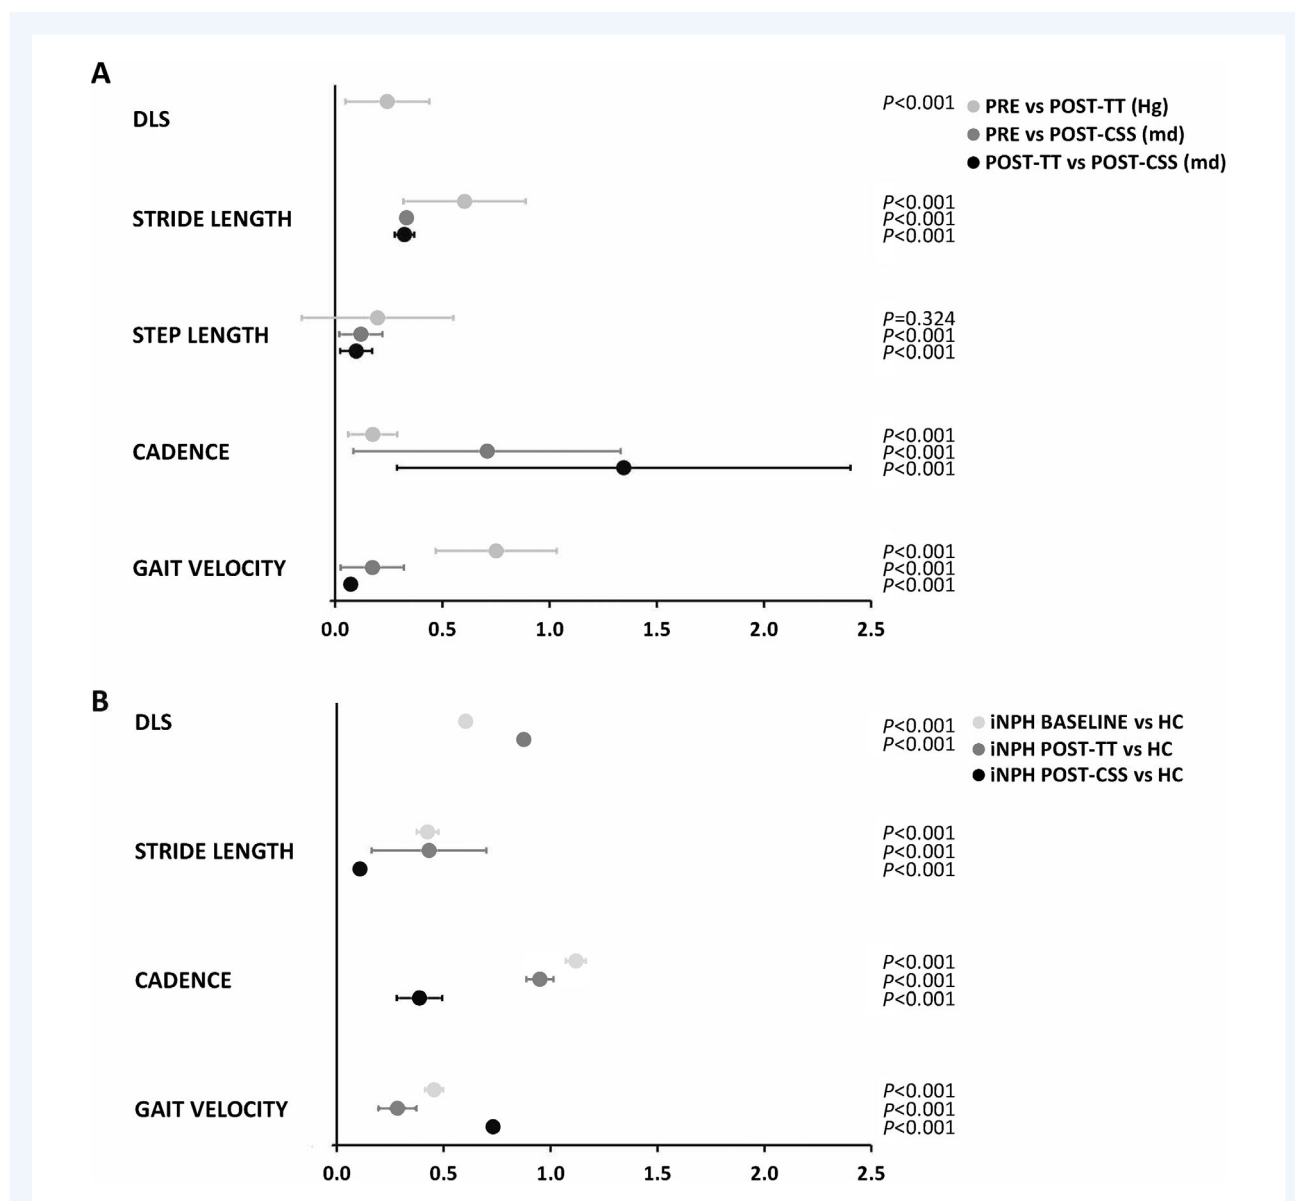 A
DLS
P<0.001
PRE vs POST-TT (Hg)
PRE vs POST-CSS (md)
POST-TT vs POST-CSS (md)
STRIDE LENGTH
P<0.001
P<0.001
P<0.001
STEP LENGTH
P=0.324
P<0.001
P<0.001
CADENCE
P<0.001
P<0.001
P<0.001
GAIT VELOCITY
P<0.001
P<0.001
P<0.001
0.0 0.5 1.0 1.5 2.0 2.5
B
DLS
P<0.001
P<0.001
iNPH BASELINE vs HC
iNPH POST-TT vs HC
iNPH POST-CSS vs HC
STRIDE LENGTH
P<0.001
P<0.001
P<0.001
CADENCE
P<0.001
P<0.001
P<0.001
GAIT VELOCITY
P<0.001
P<0.001
P<0.001
0.0 0.5 1.0 1.5 2.0 2.5